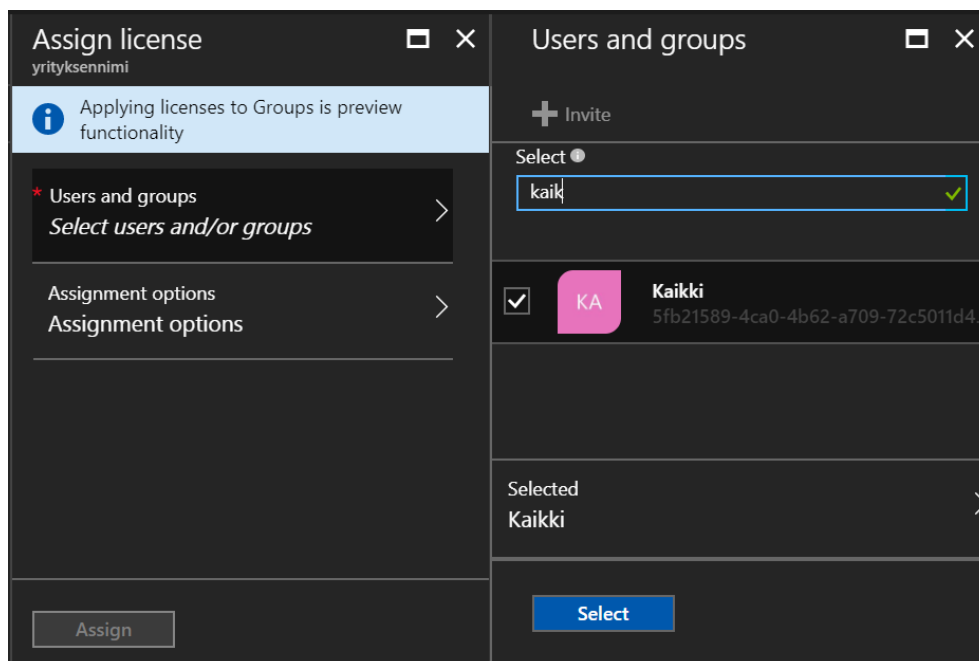 Assign license
yrityksennimi
Applying licenses to Groups is preview
functionality
* Users and groups
Select users and/or groups
Assignment options
Assignment options
Assign
Users and groups
Invite
Select
kaik
KA
Kaikki
5fb21589-4ca0-4b62-a709-72c5011d4.
Selected
Kaikki
Select